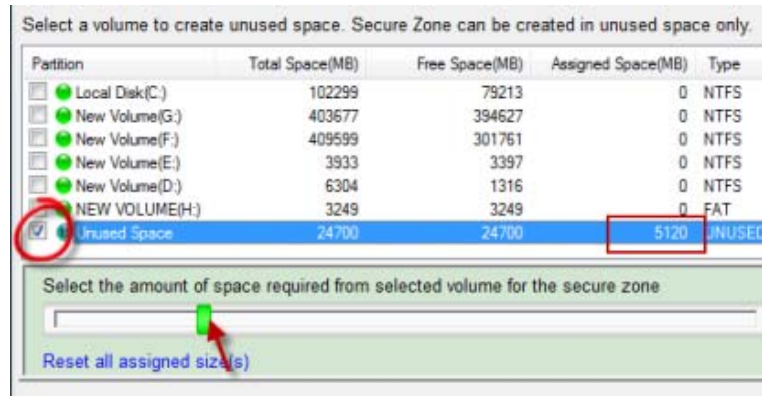 Select a volume to create unused space. Secure Zone can be created in unused space only.
Partition Total Space(MB) Free Space(MB) Assigned Space(MB) Type
Local Disk(C:) 102299 79213 0 NTFS
New Volume(G:) 403677 394627 0 NTFS
New Volume(F:) 409599 301761 0 NTFS
New Volume(E:) 3933 3397 0 NTFS
New Volume(D:) 6304 1316 0 NTFS
NEW VOLUME(H:) 3249 3249 0 FAT
Unused Space 24700 24700 5120 UNUSED
Select the amount of space required from selected volume for the secure zone
Reset all assigned size(s)